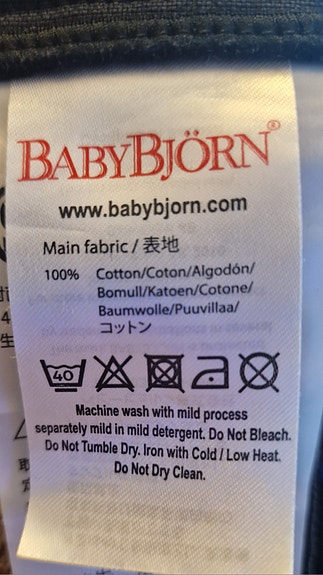 BABYBJÖRN®
www.babybjorn.com
Main fabric / 表地
100% Cotton/Coton/Algodón/
Bomull/Katoen/Cotone/
Baumwolle/Puuvillaa/
コットン
40
Machine wash with mild process
separately mild in mild detergent. Do Not Bleach.
Do Not Tumble Dry. Iron with Cold / Low Heat.
Do Not Dry Clean.